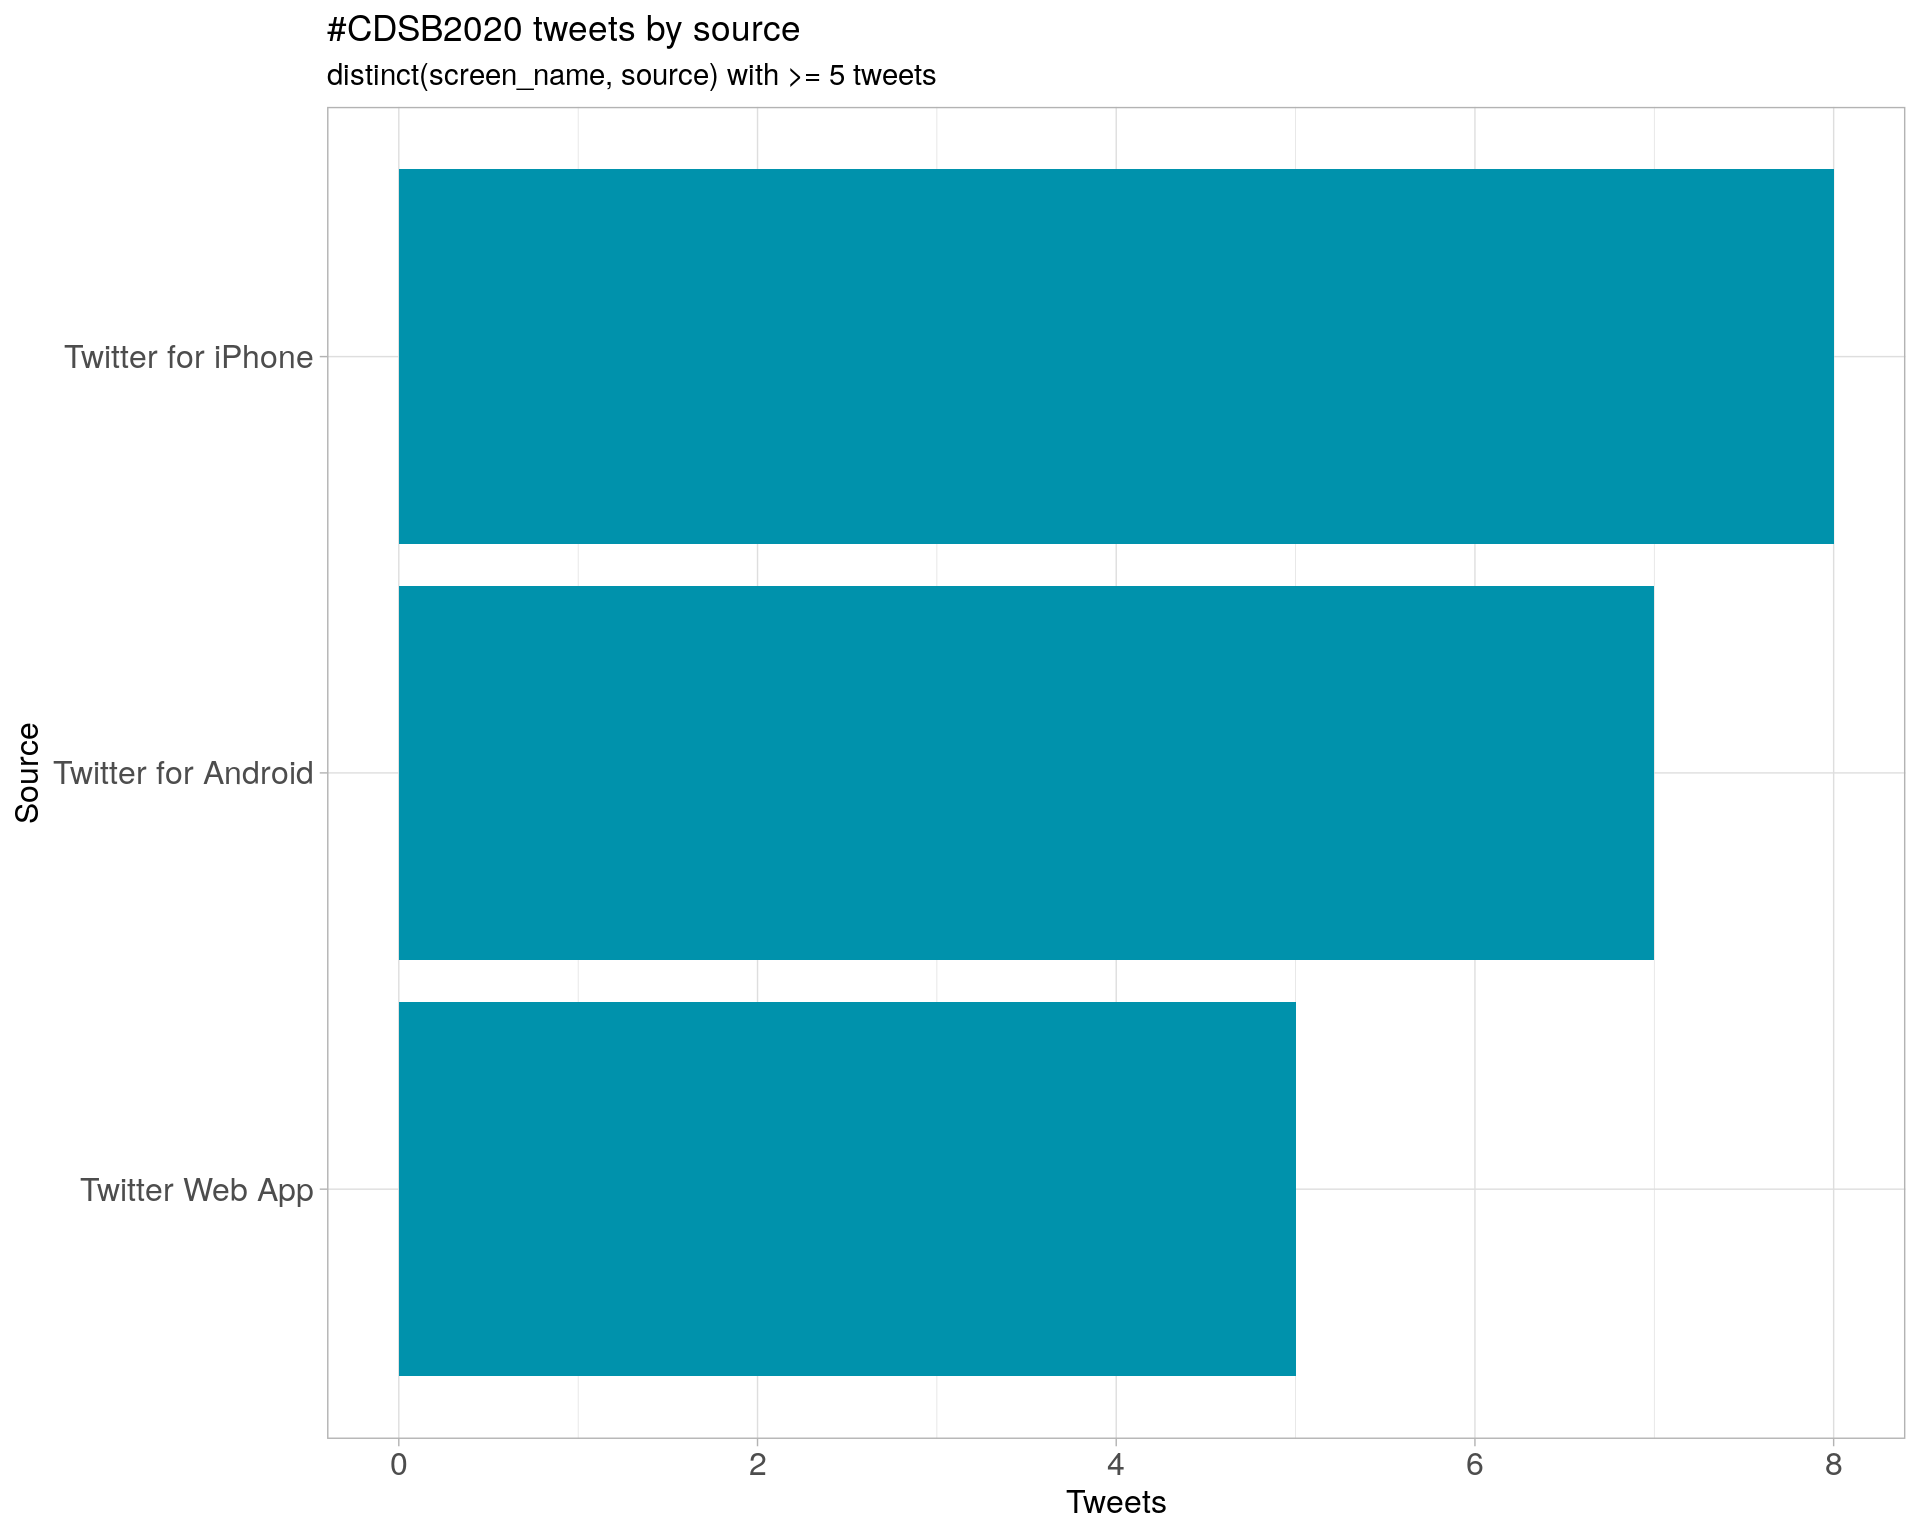 #CDSB2020 tweets by source
distinct(screen_name, source) with >= 5 tweets
Source
Twitter for iPhone
Twitter for Android
Twitter Web App
0 2 4 6 8
Tweets